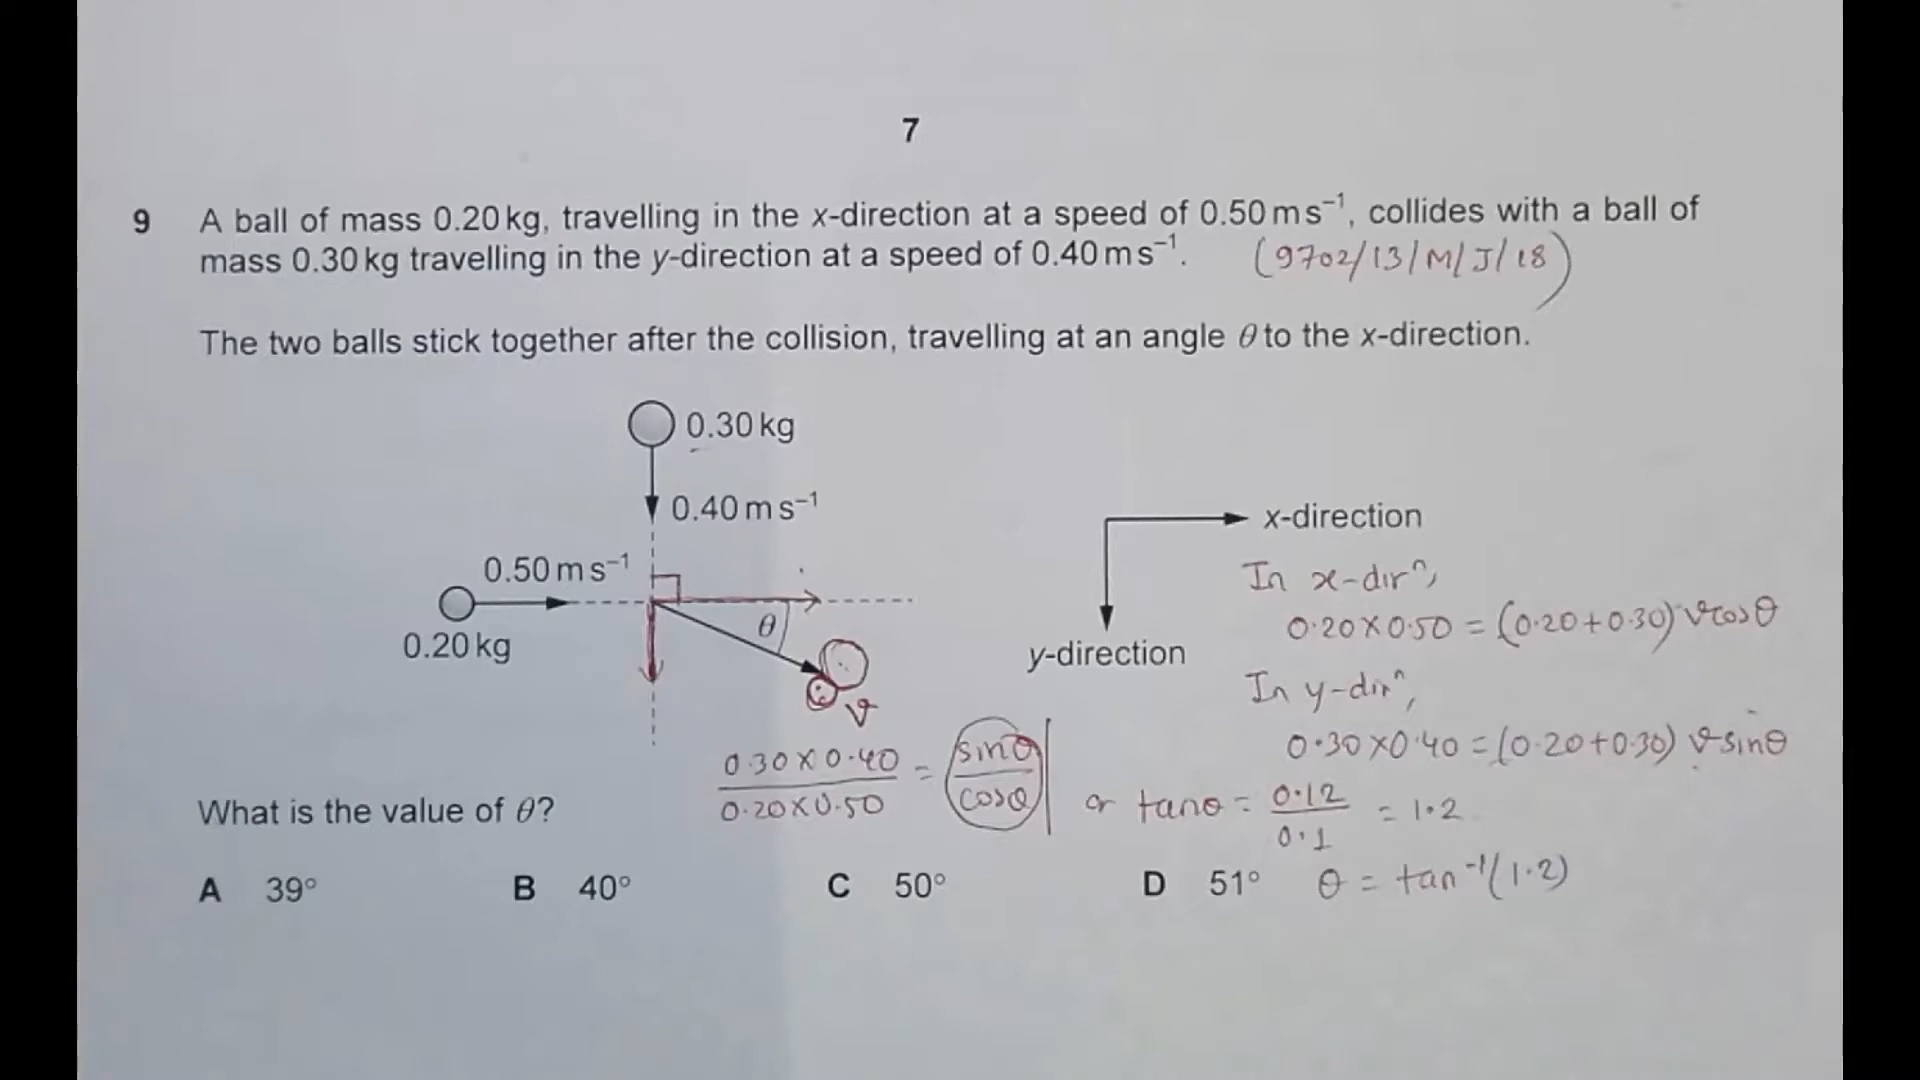 7
9 A ball of mass 0.20 kg, travelling in the x-direction at a speed of 0.50 m s⁻¹, collides with a ball of
mass 0.30 kg travelling in the y-direction at a speed of 0.40 m s⁻¹. (9702/13/M/J/18)
The two balls stick together after the collision, travelling at an angle θ to the x-direction.
0.30 kg
0.40 m s⁻¹
0.50 m s⁻¹
0.20 kg
θ
v
x-direction
y-direction
In x-dirⁿ,
0.20×0.50 = (0.20+0.30) v cosθ
In y-dirⁿ,
0.30×0.40 = (0.20+0.30) v sinθ
0.30×0.40 / 0.20×0.50 = sinθ / cosθ or tanθ = 0.12 / 0.1 = 1.2
What is the value of θ?
A 39° B 40° C 50° D 51° θ = tan⁻¹(1.2)